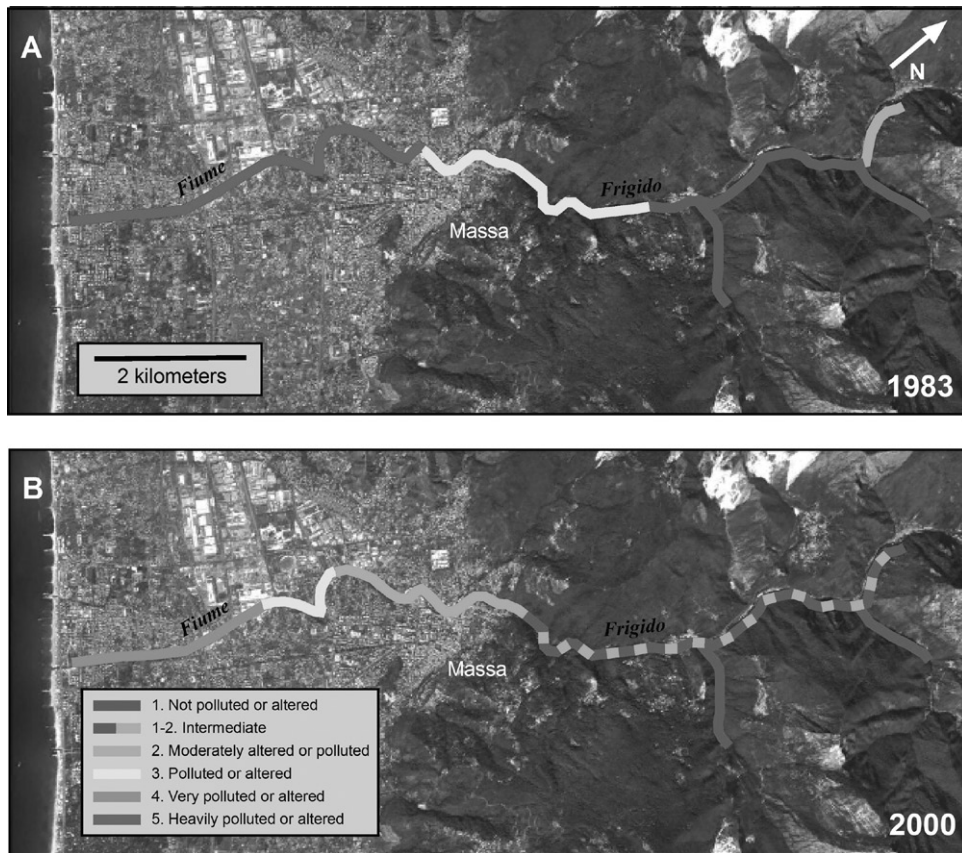 A
N
Fiume
Frigido
Massa
2 kilometers
1983
B
Fiume
Frigido
Massa
1. Not polluted or altered
1-2. Intermediate
2. Moderately altered or polluted
3. Polluted or altered
4. Very polluted or altered
5. Heavily polluted or altered
2000